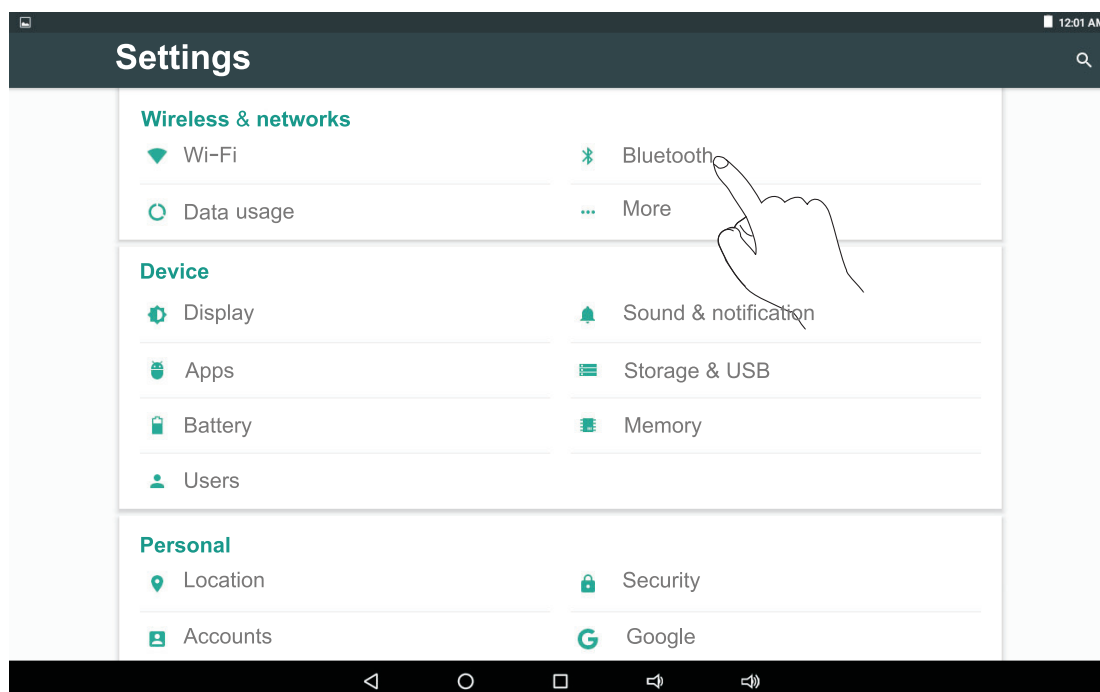 12:01 AM
Settings
Wireless & networks
Wi-Fi
Bluetooth
Data usage
More
Device
Display
Sound & notification
Apps
Storage & USB
Battery
Memory
Users
Personal
Location
Security
Accounts
Google